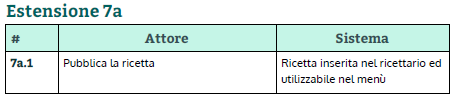 Estensione 7a
# Attore Sistema
7a.1 Pubblica la ricetta Ricetta inserita nel ricettario ed
utilizzabile nel menù